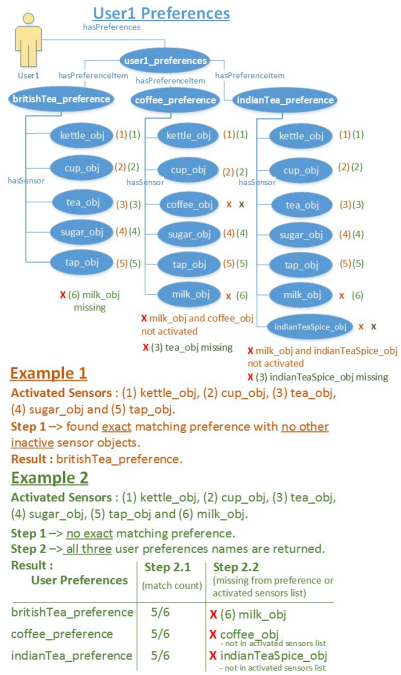 User1 Preferences
hasPreferences
User1
user1_preferences
hasPreferenceItem
hasPreferenceItem
hasPreferenceItem
britishTea_preference
coffee_preference
indianTea_preference
kettle_obj (1)(1)
kettle_obj (1)(1)
kettle_obj (1)(1)
cup_obj (2)(2)
cup_obj (2)(2)
cup_obj (2)(2)
hasSensor
hasSensor
hasSensor
tea_obj (3)(3)
coffee_obj x x
tea_obj (3)(3)
sugar_obj (4)(4)
sugar_obj (4)(4)
sugar_obj (4)(4)
tap_obj (5)(5)
tap_obj (5)(5)
tap_obj (5)(5)
X (6) milk_obj
missing
milk_obj x (6)
milk_obj x (6)
X milk_obj and coffee_obj
not activated
X (3) tea_obj missing
indianTeaSpice_obj x x
X milk_obj and indianTeaSpice_obj
not activated
X (3) indianTeaSpice_obj missing
Example 1
Activated Sensors : (1) kettle_obj, (2) cup_obj, (3) tea_obj,
(4) sugar_obj and (5) tap_obj.
Step 1 –> found exact matching preference with no other
inactive sensor objects.
Result : britishTea_preference.
Example 2
Activated Sensors : (1) kettle_obj, (2) cup_obj, (3) tea_obj,
(4) sugar_obj, (5) tap_obj and (6) milk_obj.
Step 1 –> no exact matching preference.
Step 2 –> all three user preferences names are returned.
Result :
User Preferences
Step 2.1
(match count)
Step 2.2
(missing from preference or
activated sensors list)
britishTea_preference 5/6 X (6) milk_obj
coffee_preference 5/6 X coffee_obj
- not in activated sensors list
indianTea_preference 5/6 X indianTeaSpice_obj
- not in activated sensors list